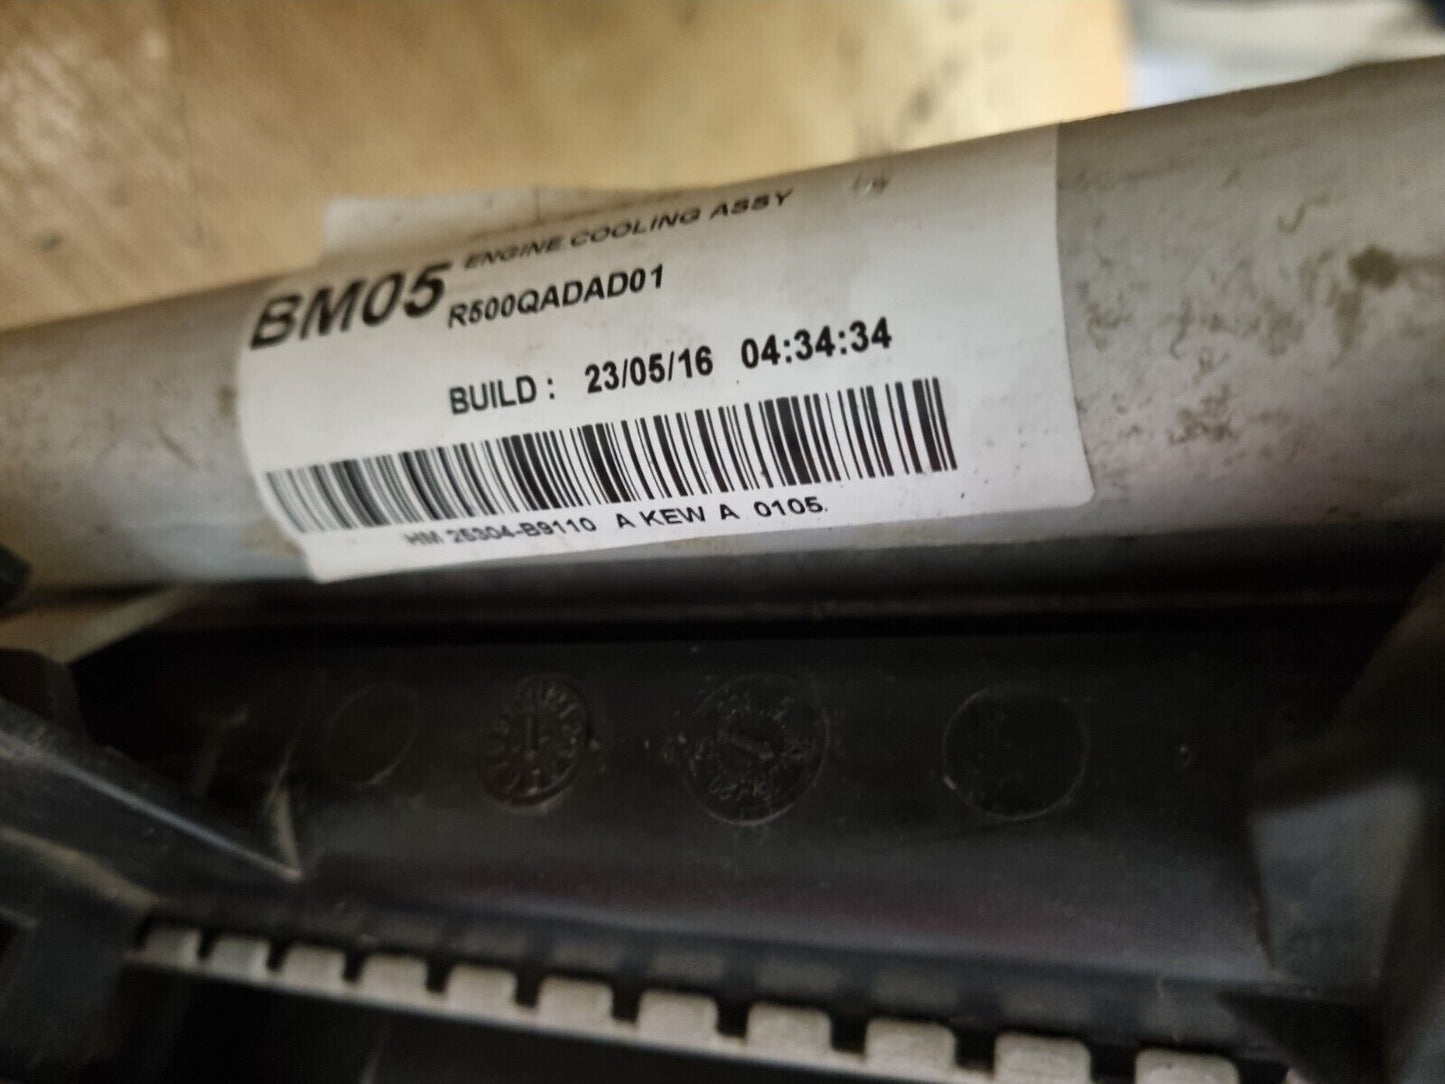 ENGINE COOLING ASSY
BM05 R500QADAD01
BUILD : 23/05/16 04:34:34
HM 25304-B9110 A KEW A 0105